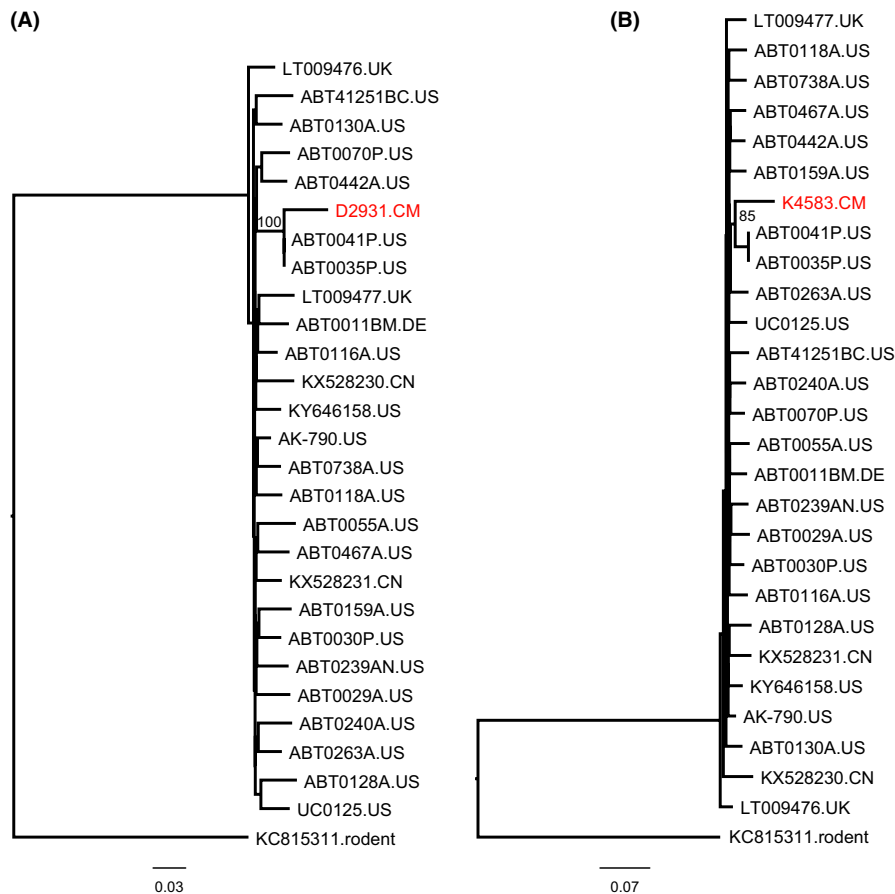 (A)
LT009476.UK
ABT41251BC.US
ABT0130A.US
ABT0070P.US
ABT0442A.US
100
D2931.CM
ABT0041P.US
ABT0035P.US
LT009477.UK
ABT0011BM.DE
ABT0116A.US
KX528230.CN
KY646158.US
AK-790.US
ABT0738A.US
ABT0118A.US
ABT0055A.US
ABT0467A.US
KX528231.CN
ABT0159A.US
ABT0030P.US
ABT0239AN.US
ABT0029A.US
ABT0240A.US
ABT0263A.US
ABT0128A.US
UC0125.US
KC815311.rodent
0.03
(B)
LT009477.UK
ABT0118A.US
ABT0738A.US
ABT0467A.US
ABT0442A.US
ABT0159A.US
K4583.CM
85
ABT0041P.US
ABT0035P.US
ABT0263A.US
UC0125.US
ABT41251BC.US
ABT0240A.US
ABT0070P.US
ABT0055A.US
ABT0011BM.DE
ABT0239AN.US
ABT0029A.US
ABT0030P.US
ABT0116A.US
ABT0128A.US
KX528231.CN
KY646158.US
AK-790.US
ABT0130A.US
KX528230.CN
LT009476.UK
KC815311.rodent
0.07